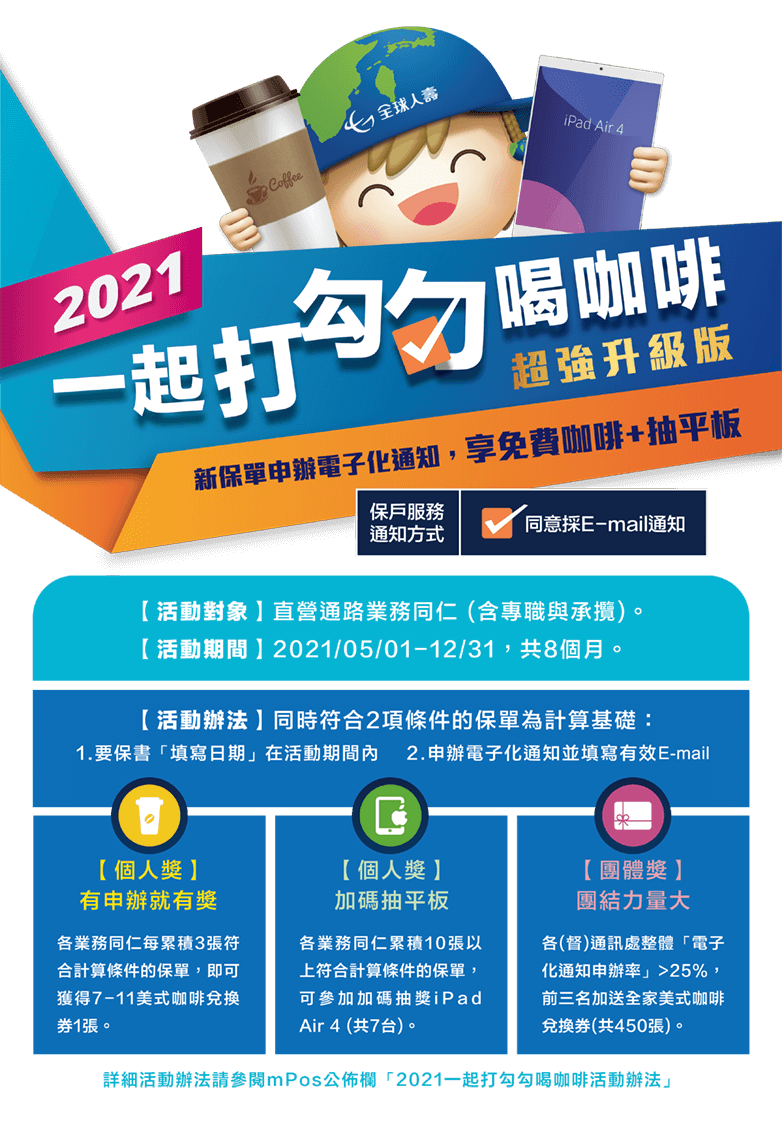 全球人壽
iPad Air 4
Coffee
2021
一起打勾勾喝咖啡
超強升級版
新保單申辦電子化通知，享免費咖啡+抽平板
保戶服務
通知方式
同意採E-mail通知
【活動對象】直營通路業務同仁 (含專職與承攬)。
【活動期間】2021/05/01-12/31，共8個月。
【活動辦法】同時符合2項條件的保單為計算基礎：
1.要保書「填寫日期」在活動期間內　2.申辦電子化通知並填寫有效E-mail
【個人獎】
有申辦就有獎
各業務同仁每累積3張符
合計算條件的保單，即可
獲得7-11美式咖啡兌換
券1張。
【個人獎】
加碼抽平板
各業務同仁累積10張以
上符合計算條件的保單，
可參加加碼抽獎iPad
Air 4 (共7台)。
【團體獎】
團結力量大
各(督)通訊處整體「電子
化通知申辦率」>25%，
前三名加送全家美式咖啡
兌換券(共450張)。
詳細活動辦法請參閱mPos公佈欄「2021一起打勾勾喝咖啡活動辦法」